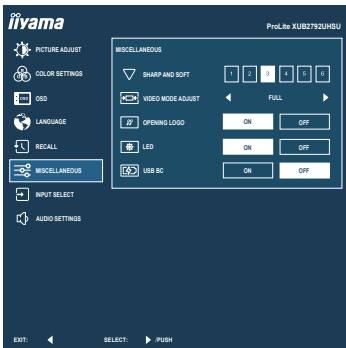 iiyama
ProLite XUB2792UHSU
PICTURE ADJUST
COLOR SETTINGS
OSD
OSD
LANGUAGE
RECALL
MISCELLANEOUS
INPUT SELECT
AUDIO SETTINGS
MISCELLANEOUS
SHARP AND SOFT 1 2 3 4 5 6
VIDEO MODE ADJUST FULL
OPENING LOGO ON OFF
LED ON OFF
USB BC ON OFF
EXIT: SELECT: /PUSH